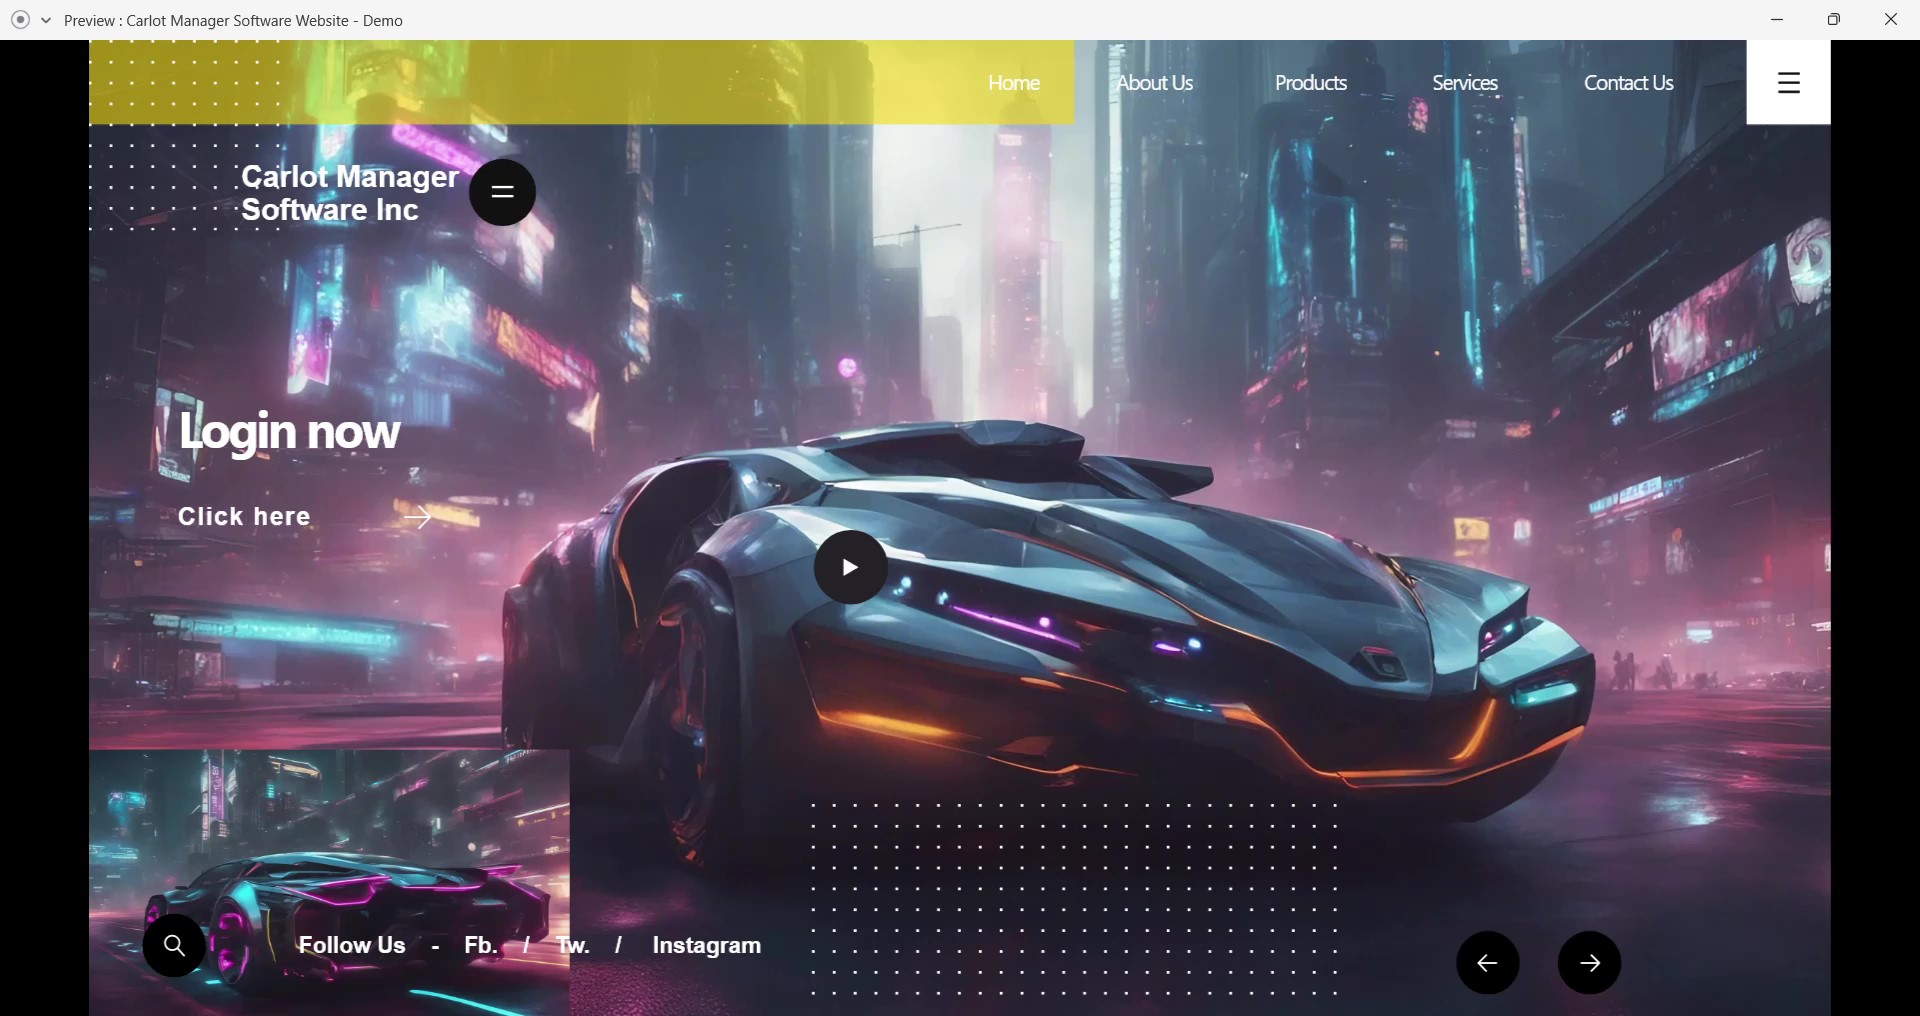 Preview : Carlot Manager Software Website - Demo
Home About Us Products Services Contact Us
Carlot Manager
Software Inc
Login now
Click here
Follow Us - Fb. / Tw. / Instagram